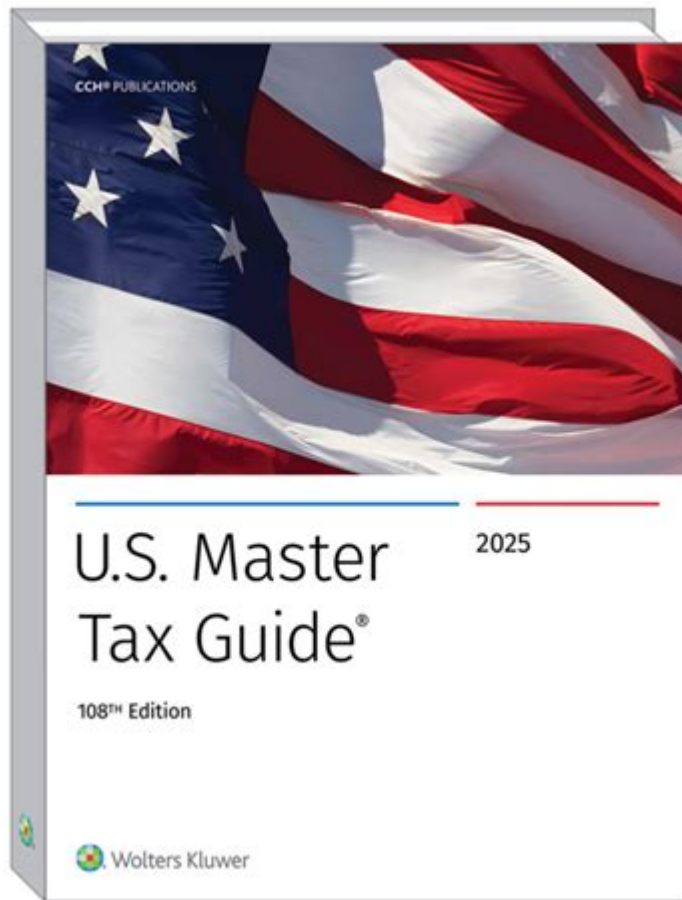 CCH® PUBLICATIONS
U.S. Master
Tax Guide®
2025
108TH Edition
Wolters Kluwer